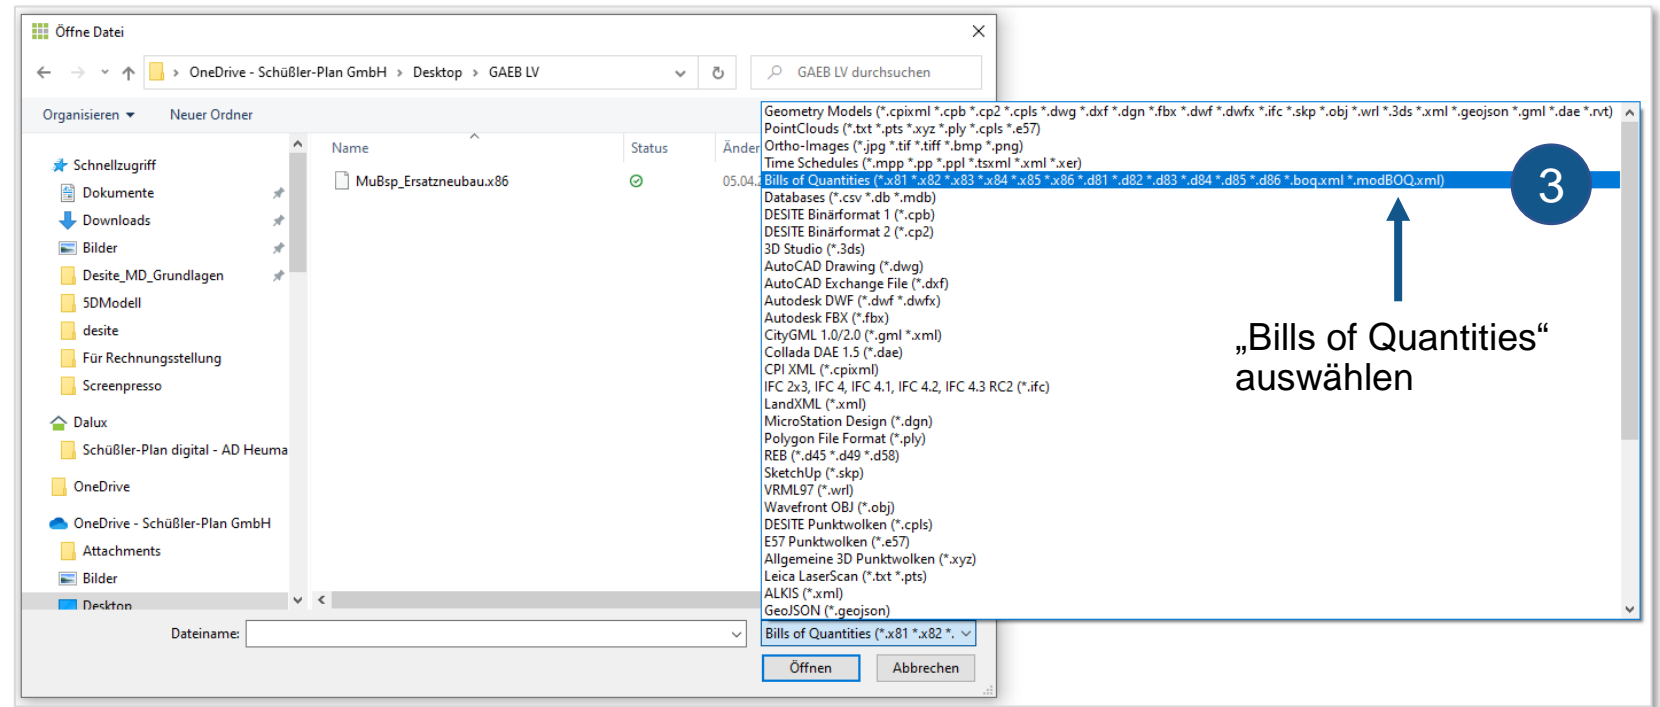 Öffne Datei
OneDrive - Schüßler-Plan GmbH › Desktop › GAEB LV
GAEB LV durchsuchen
Organisieren
Neuer Ordner
Name
Status
Änder
Schnellzugriff
Dokumente
Downloads
Bilder
Desite_MD_Grundlagen
5DModell
desite
Für Rechnungsstellung
Screenpresso
Dalux
Schüßler-Plan digital - AD Heuma
OneDrive
OneDrive - Schüßler-Plan GmbH
Attachments
Bilder
Desktop
MuBsp_Ersatzneubau.x86
05.04.2
Geometry Models (*.cpixml *.cpb *.cp2 *.cpls *.dwg *.dxf *.dgn *.fbx *.dwf *.dwfx *.ifc *.skp *.obj *.wrl *.3ds *.xml *.geojson *.gml *.dae *.rvt)
PointClouds (*.txt *.pts *.xyz *.ply *.cpls *.e57)
Ortho-Images (*.jpg *.tif *.tiff *.bmp *.png)
Time Schedules (*.mpp *.pp *.ppl *.tsxml *.xml *.xer)
Bills of Quantities (*.x81 *.x82 *.x83 *.x84 *.x85 *.x86 *.d81 *.d82 *.d83 *.d84 *.d85 *.d86 *.boq.xml *.modBOQ.xml)
Databases (*.csv *.db *.mdb)
DESITE Binärformat 1 (*.cpb)
DESITE Binärformat 2 (*.cp2)
3D Studio (*.3ds)
AutoCAD Drawing (*.dwg)
AutoCAD Exchange File (*.dxf)
Autodesk DWF (*.dwf *.dwfx)
Autodesk FBX (*.fbx)
CityGML 1.0/2.0 (*.gml *.xml)
Collada DAE 1.5 (*.dae)
CPI XML (*.cpixml)
IFC 2x3, IFC 4, IFC 4.1, IFC 4.2, IFC 4.3 RC2 (*.ifc)
LandXML (*.xml)
MicroStation Design (*.dgn)
Polygon File Format (*.ply)
REB (*.d45 *.d49 *.d58)
SketchUp (*.skp)
VRML97 (*.wrl)
Wavefront OBJ (*.obj)
DESITE Punktwolken (*.cpls)
E57 Punktwolken (*.e57)
Allgemeine 3D Punktwolken (*.xyz)
Leica LaserScan (*.txt *.pts)
ALKIS (*.xml)
GeoJSON (*.geojson)
3
„Bills of Quantities“
auswählen
Dateiname:
Bills of Quantities (*.x81 *.x82 *.
Öffnen
Abbrechen